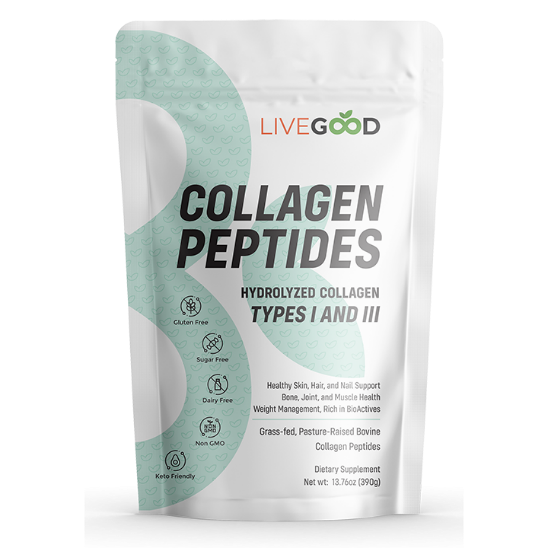 LIVEGOOD
COLLAGEN
PEPTIDES
HYDROLYZED COLLAGEN
TYPES I AND III
Gluten Free
Sugar Free
Dairy Free
NON
GMO
Non GMO
Keto Friendly
Healthy Skin, Hair, and Nail Support
Bone, Joint, and Muscle Health
Weight Management, Rich in BioActives
Grass-fed, Pasture-Raised Bovine
Collagen Peptides
Dietary Supplement
Net wt: 13.76oz (390g)